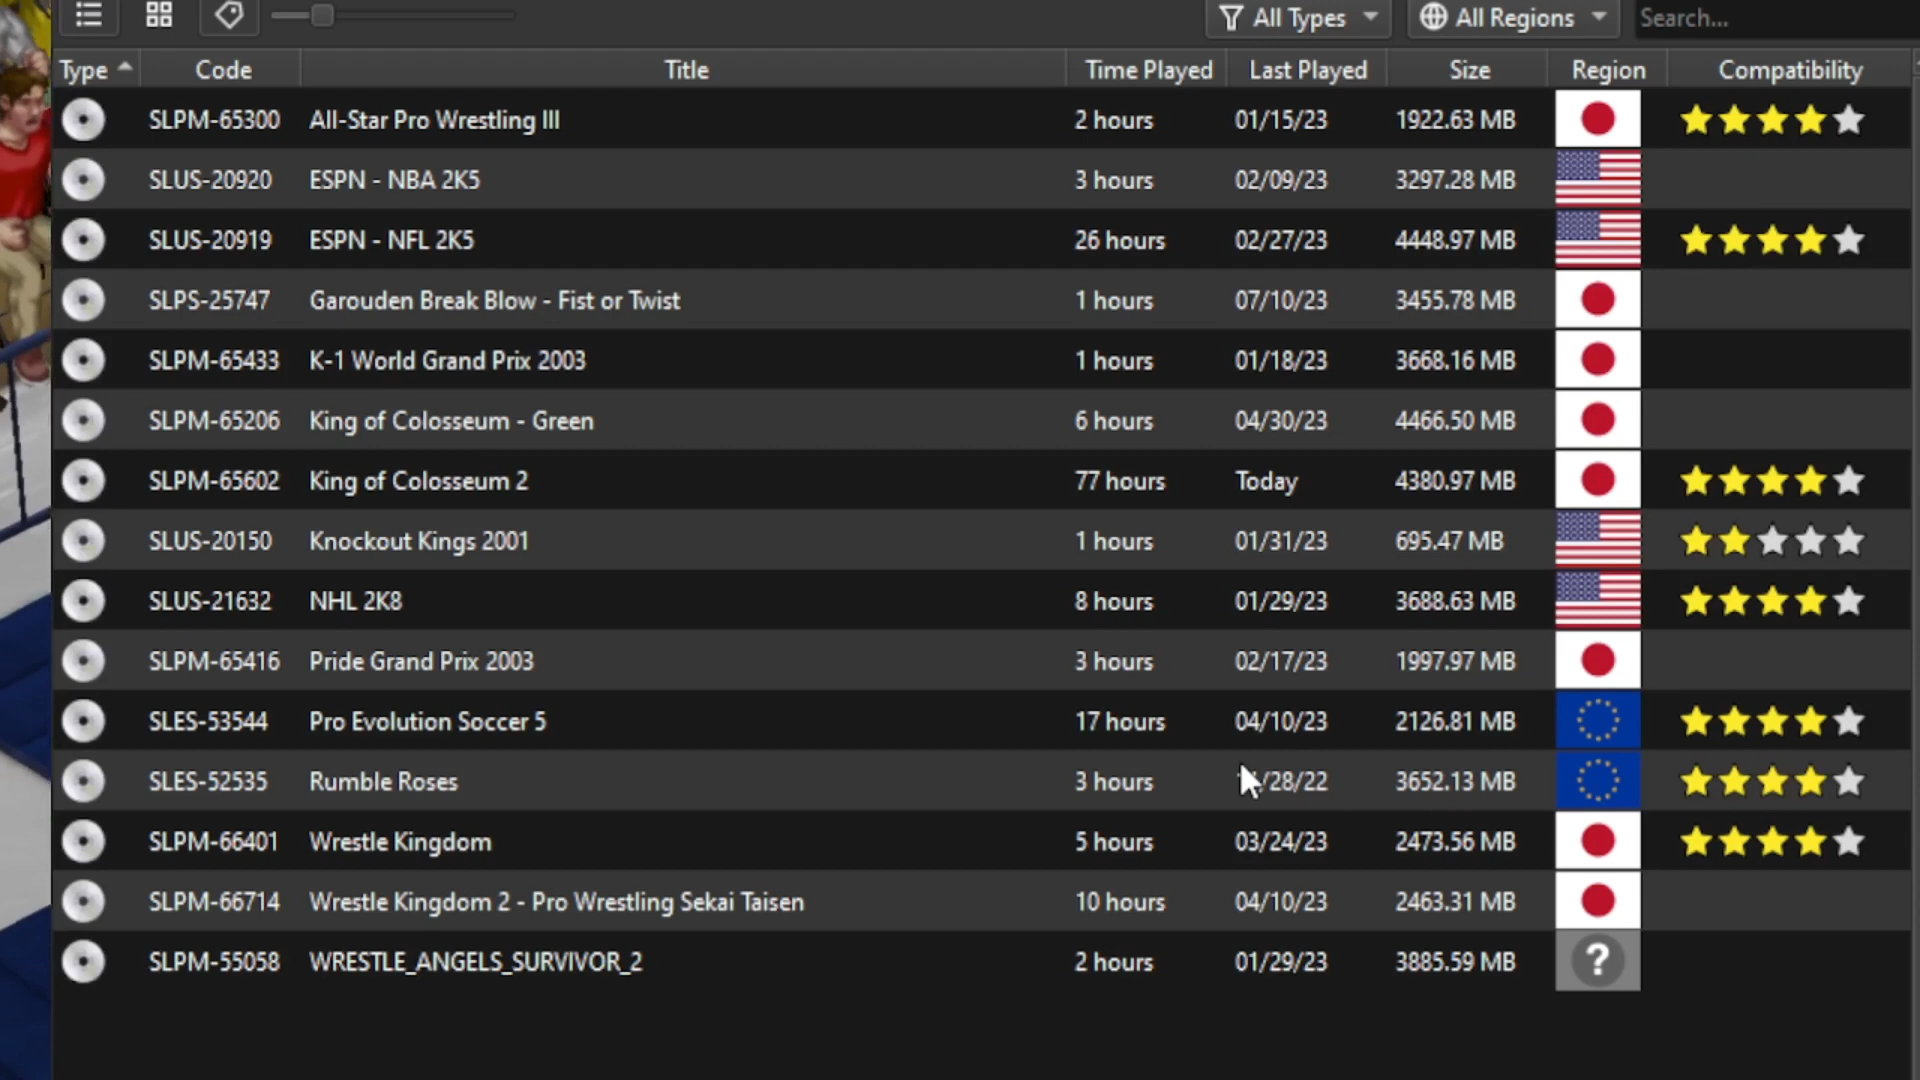 All Types All Regions Search...
Type Code Title Time Played Last Played Size Region Compatibility
SLPM-65300 All-Star Pro Wrestling III 2 hours 01/15/23 1922.63 MB
SLUS-20920 ESPN - NBA 2K5 3 hours 02/09/23 3297.28 MB
SLUS-20919 ESPN - NFL 2K5 26 hours 02/27/23 4448.97 MB
SLPS-25747 Garouden Break Blow - Fist or Twist 1 hours 07/10/23 3455.78 MB
SLPM-65433 K-1 World Grand Prix 2003 1 hours 01/18/23 3668.16 MB
SLPM-65206 King of Colosseum - Green 6 hours 04/30/23 4466.50 MB
SLPM-65602 King of Colosseum 2 77 hours Today 4380.97 MB
SLUS-20150 Knockout Kings 2001 1 hours 01/31/23 695.47 MB
SLUS-21632 NHL 2K8 8 hours 01/29/23 3688.63 MB
SLPM-65416 Pride Grand Prix 2003 3 hours 02/17/23 1997.97 MB
SLES-53544 Pro Evolution Soccer 5 17 hours 04/10/23 2126.81 MB
SLES-52535 Rumble Roses 3 hours /28/22 3652.13 MB
SLPM-66401 Wrestle Kingdom 5 hours 03/24/23 2473.56 MB
SLPM-66714 Wrestle Kingdom 2 - Pro Wrestling Sekai Taisen 10 hours 04/10/23 2463.31 MB
SLPM-55058 WRESTLE_ANGELS_SURVIVOR_2 2 hours 01/29/23 3885.59 MB ?